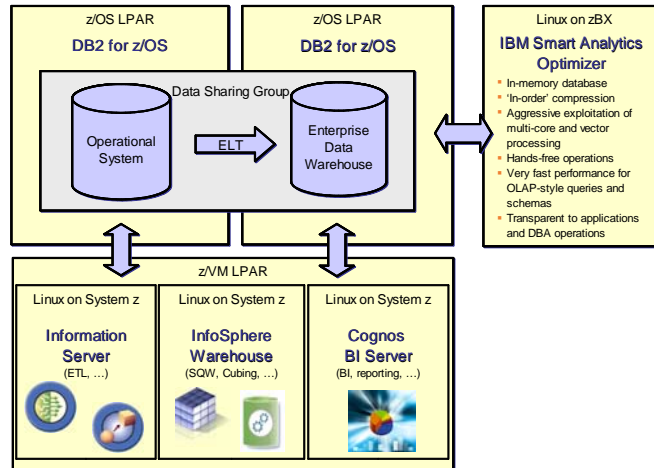 z/OS LPAR
DB2 for z/OS
z/OS LPAR
DB2 for z/OS
Data Sharing Group
Operational
System
ELT
Enterprise
Data
Warehouse
Linux on zBX
IBM Smart Analytics
Optimizer
▪ In-memory database
▪ ‘In-order’ compression
▪ Aggressive exploitation of
multi-core and vector
processing
▪ Hands-free operations
▪ Very fast performance for
OLAP-style queries and
schemas
▪ Transparent to applications
and DBA operations
z/VM LPAR
Linux on System z
Information
Server
(ETL, …)
Linux on System z
InfoSphere
Warehouse
(SQW, Cubing, …)
Linux on System z
Cognos
BI Server
(BI, reporting, …)